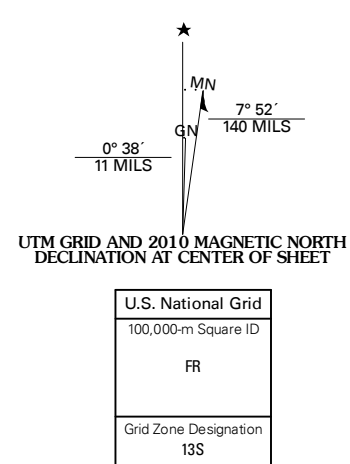 ★
MN
GN
7° 52´
140 MILS
0° 38´
11 MILS
UTM GRID AND 2010 MAGNETIC NORTH
DECLINATION AT CENTER OF SHEET
U.S. National Grid
100,000-m Square ID
FR
Grid Zone Designation
13S